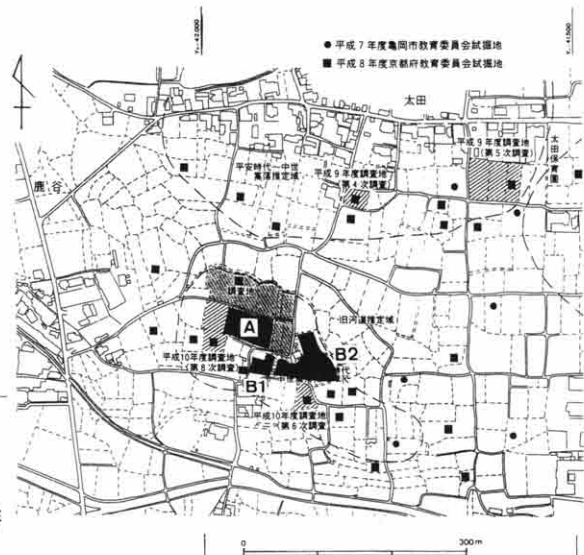 Y=-42,000
Y=-41,500
● 平成7年度亀岡市教育委員会試掘地
■ 平成8年度京都府教育委員会試掘地
太田
鹿谷
平安時代～中世
集落推定域
平成9年度調査地
(第4次調査)
平成9年度調査地
(第5次調査)
太田保育園
調査地
A
旧河道推定域
平成10年度調査地
(第8次調査)
B1
B2
平成10年度調査地
(第6次調査)
0
300m